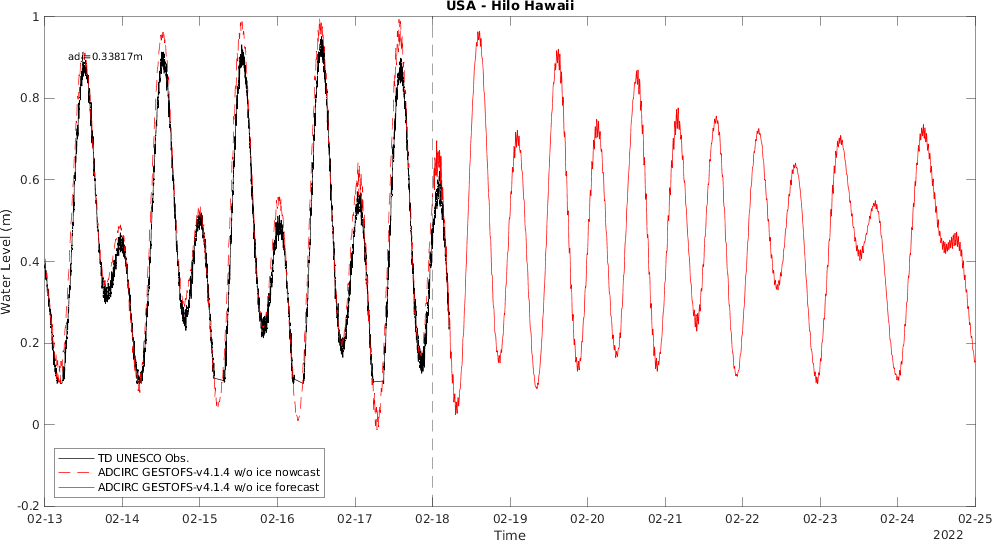 USA - Hilo Hawaii
adj=0.33817m
1
0.8
0.6
0.4
0.2
0
-0.2
Water Level (m)
TD UNESCO Obs.
ADCIRC GESTOFS-v4.1.4 w/o ice nowcast
ADCIRC GESTOFS-v4.1.4 w/o ice forecast
02-13 02-14 02-15 02-16 02-17 02-18 02-19 02-20 02-21 02-22 02-23 02-24 02-25
Time
2022